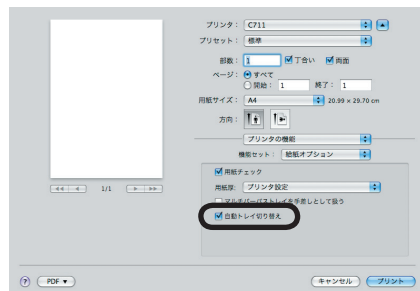 プリンタ： C711
プリセット： 標準
部数： 1 丁合い 両面
ページ： すべて
開始： 1 終了： 1
用紙サイズ： A4 20.99 x 29.70 cm
方向：
プリンタの機能
機能セット： 給紙オプション
用紙チェック
用紙厚： プリンタ設定
マルチパーパストレイを手差しとして扱う
自動トレイ切り替え
1/1
? PDF ▼ キャンセル プリント